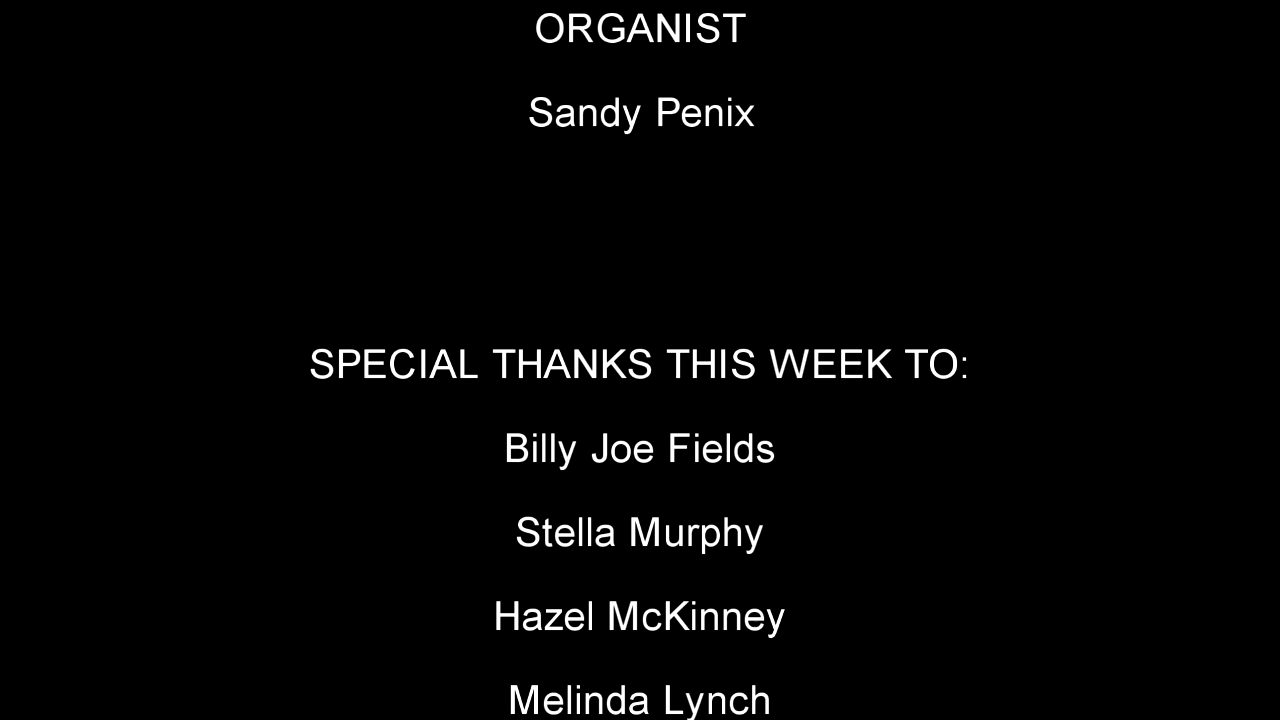 ORGANIST
Sandy Penix
SPECIAL THANKS THIS WEEK TO:
Billy Joe Fields
Stella Murphy
Hazel McKinney
Melinda Lynch